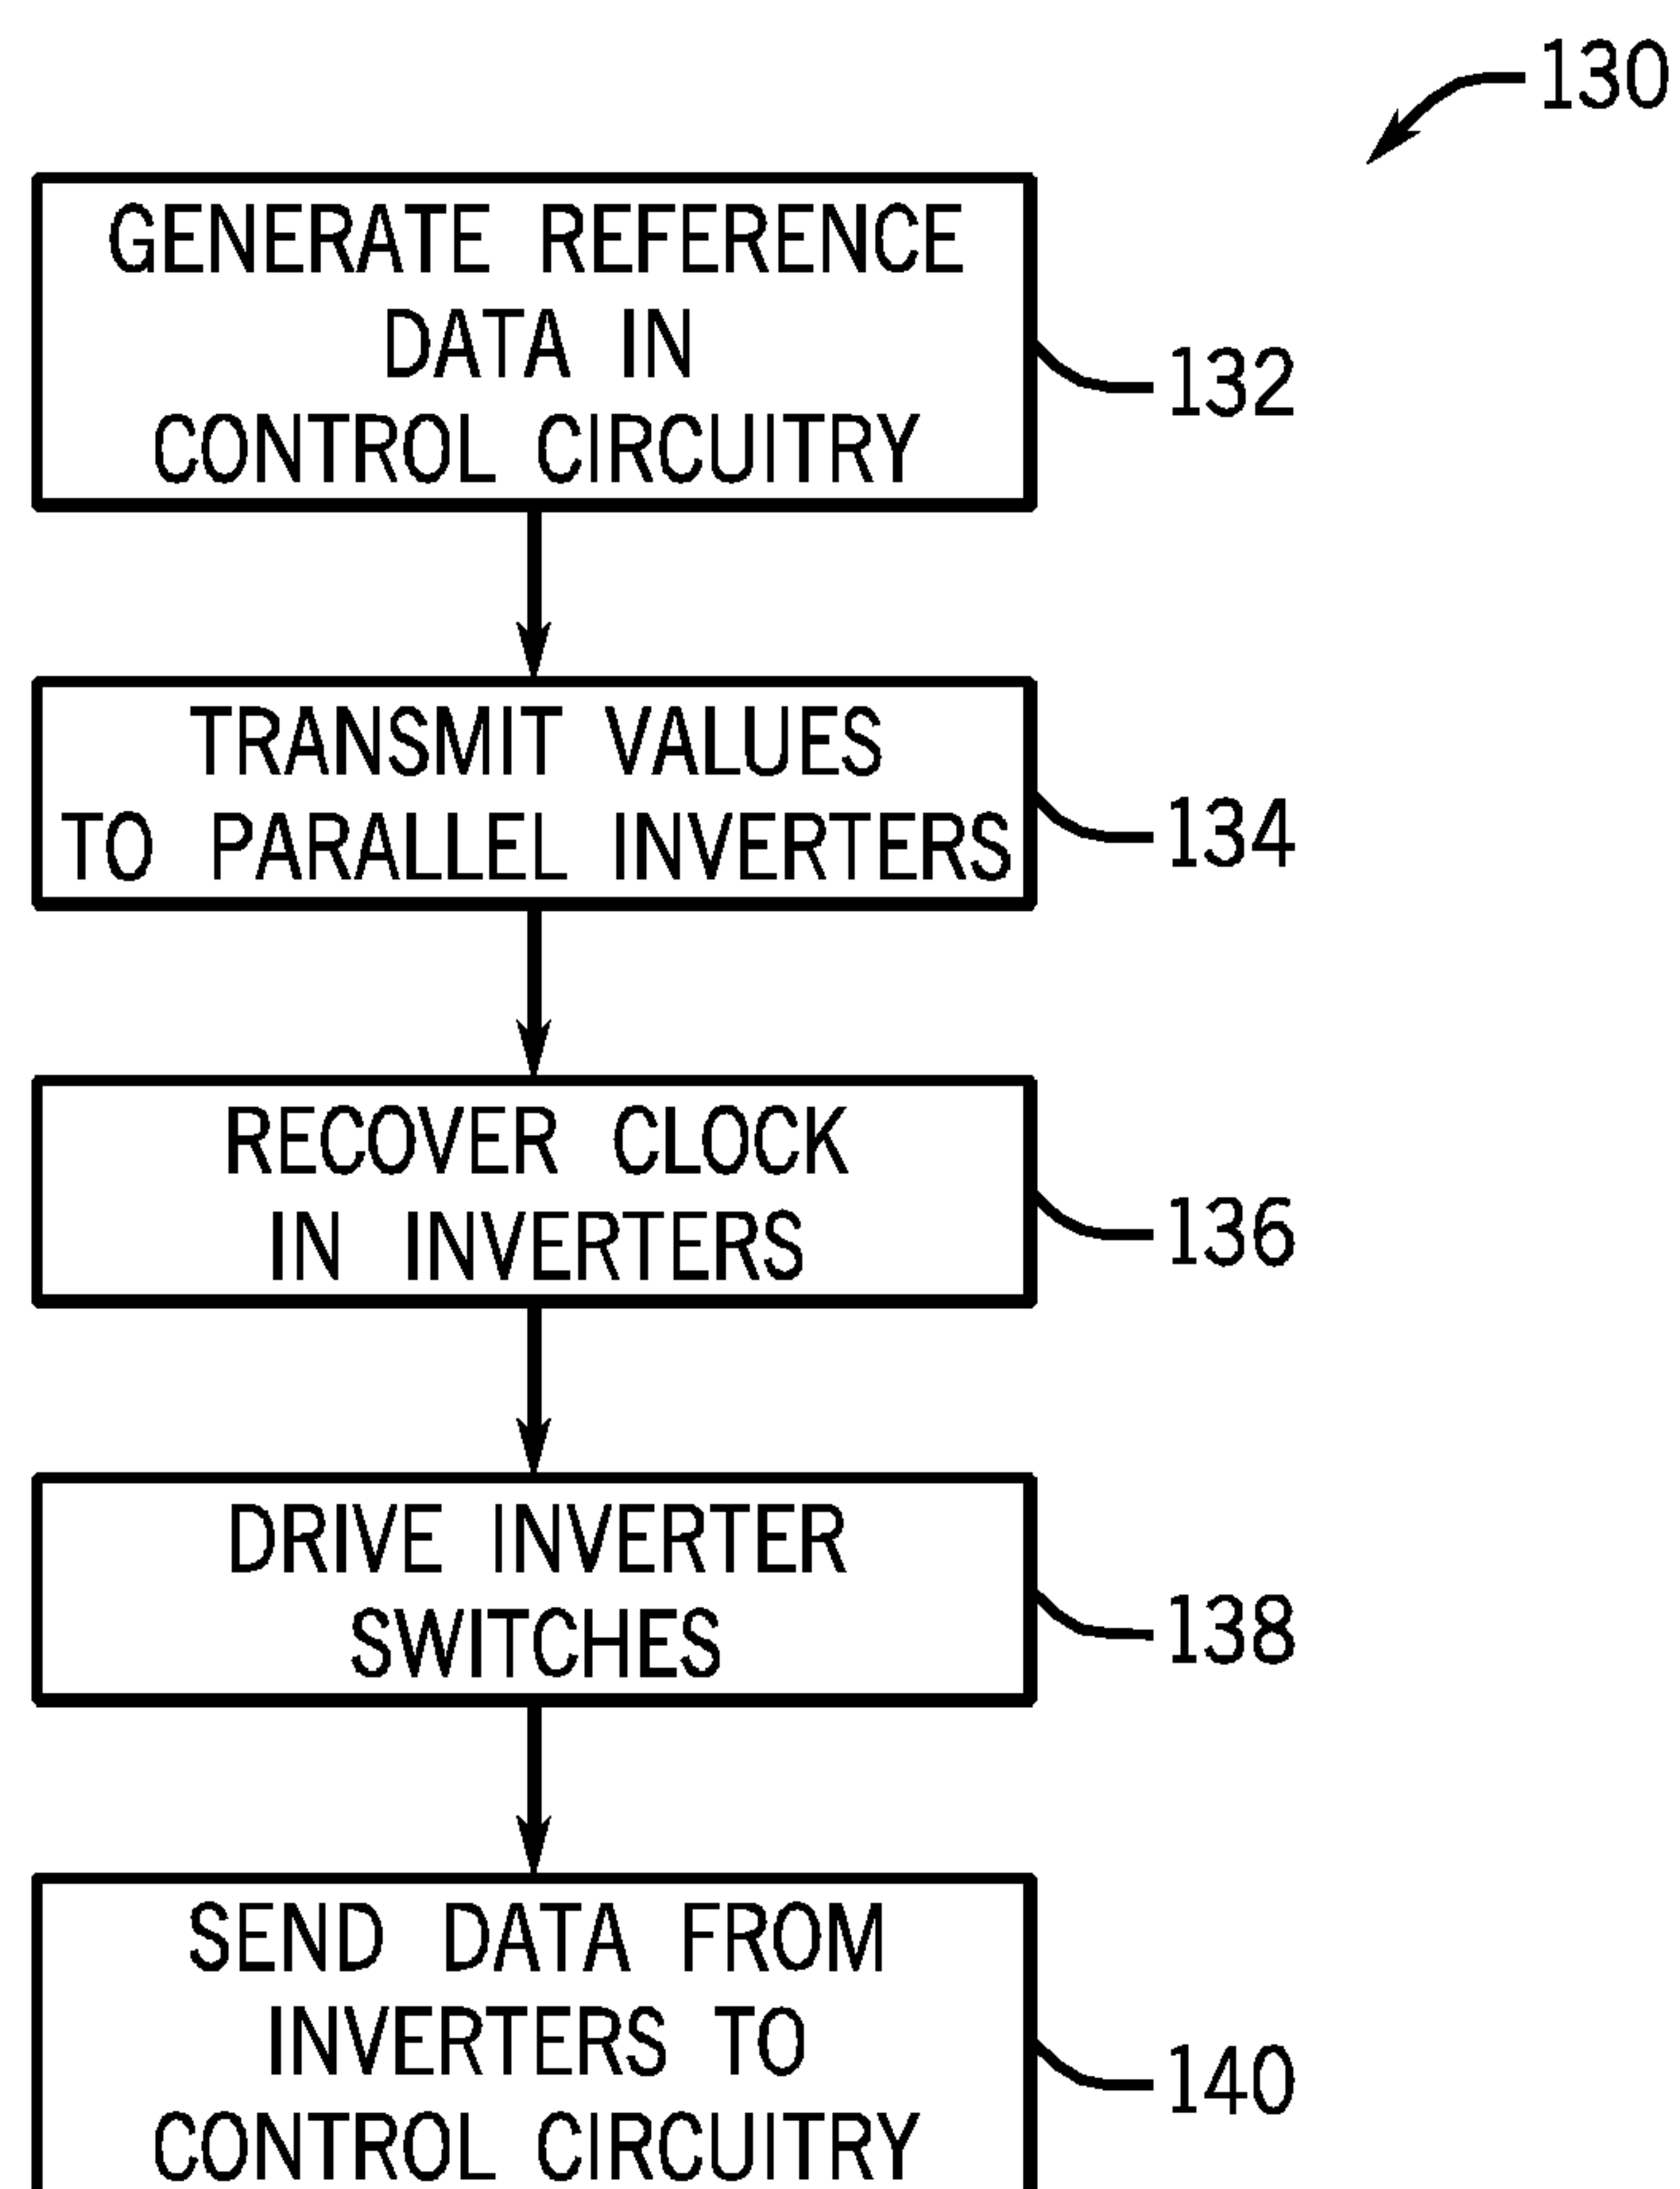 130
GENERATE REFERENCE
DATA IN
CONTROL CIRCUITRY
132
TRANSMIT VALUES
TO PARALLEL INVERTERS
134
RECOVER CLOCK
IN INVERTERS
136
DRIVE INVERTER
SWITCHES
138
SEND DATA FROM
INVERTERS TO
CONTROL CIRCUITRY
140